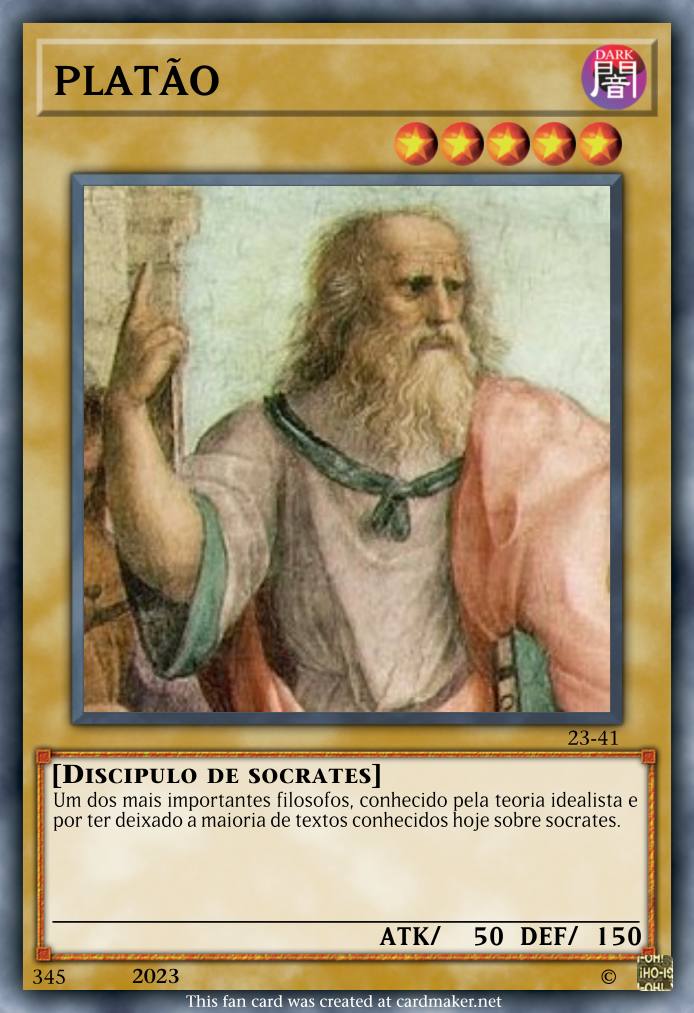 PLATÃO
DARK
闇
23-41
[DISCIPULO DE SOCRATES]
Um dos mais importantes filosofos, conhecido pela teoria idealista e
por ter deixado a maioria de textos conhecidos hoje sobre socrates.
ATK/ 50 DEF/ 150
345 2023 ©
This fan card was created at cardmaker.net